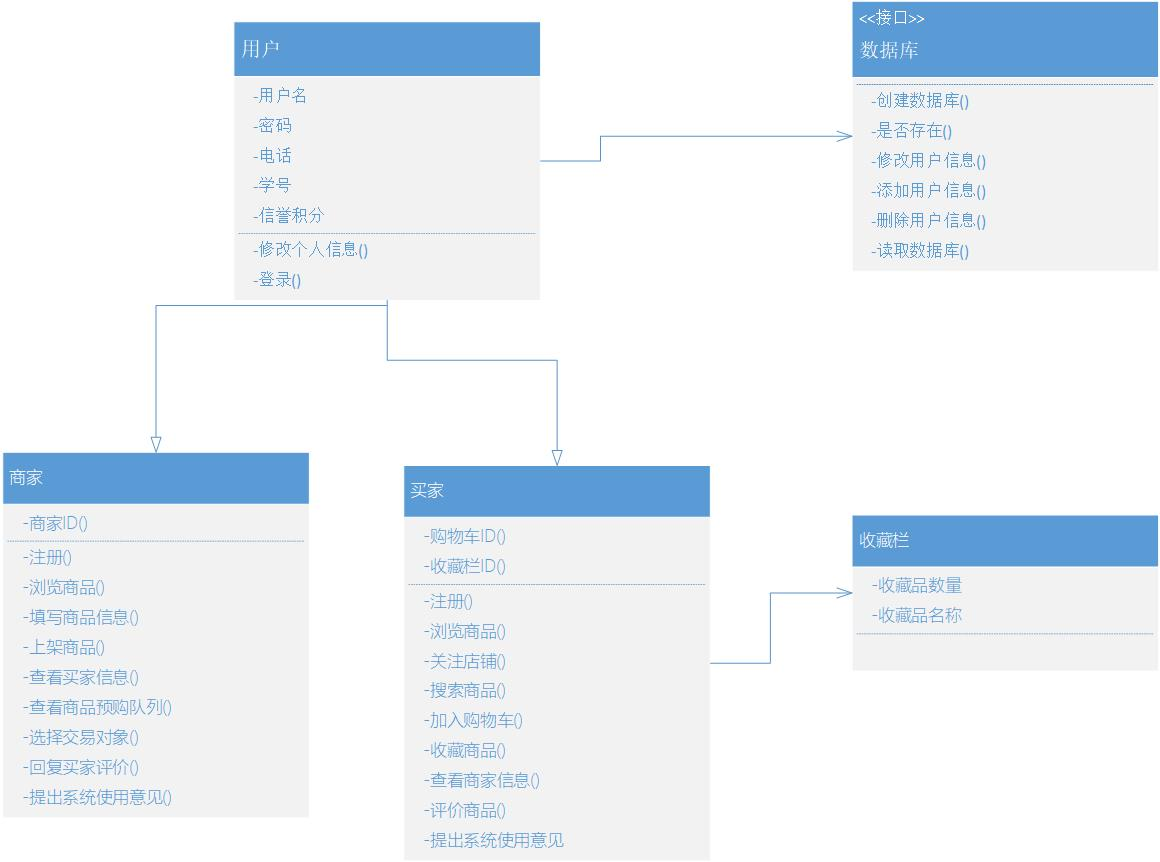 用户
-用户名
-密码
-电话
-学号
-信誉积分
-修改个人信息()
-登录()
<<接口>>
数据库
-创建数据库()
-是否存在()
-修改用户信息()
-添加用户信息()
-删除用户信息()
-读取数据库()
商家
-商家ID()
-注册()
-浏览商品()
-填写商品信息()
-上架商品()
-查看买家信息()
-查看商品预购队列()
-选择交易对象()
-回复买家评价()
-提出系统使用意见()
买家
-购物车ID()
-收藏栏ID()
-注册()
-浏览商品()
-关注店铺()
-搜索商品()
-加入购物车()
-收藏商品()
-查看商家信息()
-评价商品()
-提出系统使用意见
收藏栏
-收藏品数量
-收藏品名称